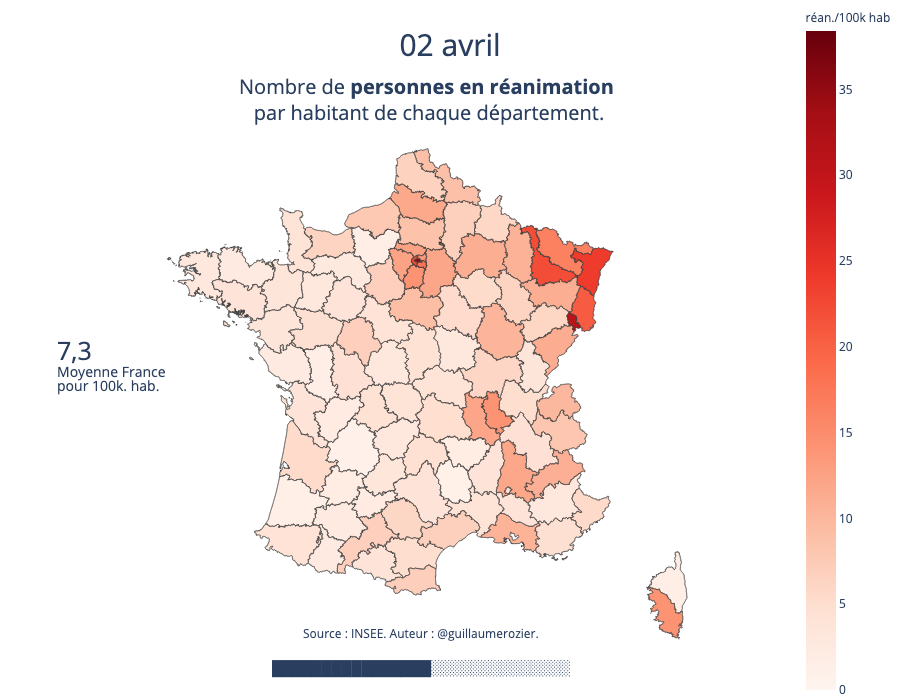 réan./100k hab
02 avril
Nombre de personnes en réanimation
par habitant de chaque département.
7,3
Moyenne France
pour 100k. hab.
35
30
25
20
15
10
5
0
Source : INSEE. Auteur : @guillaumerozier.